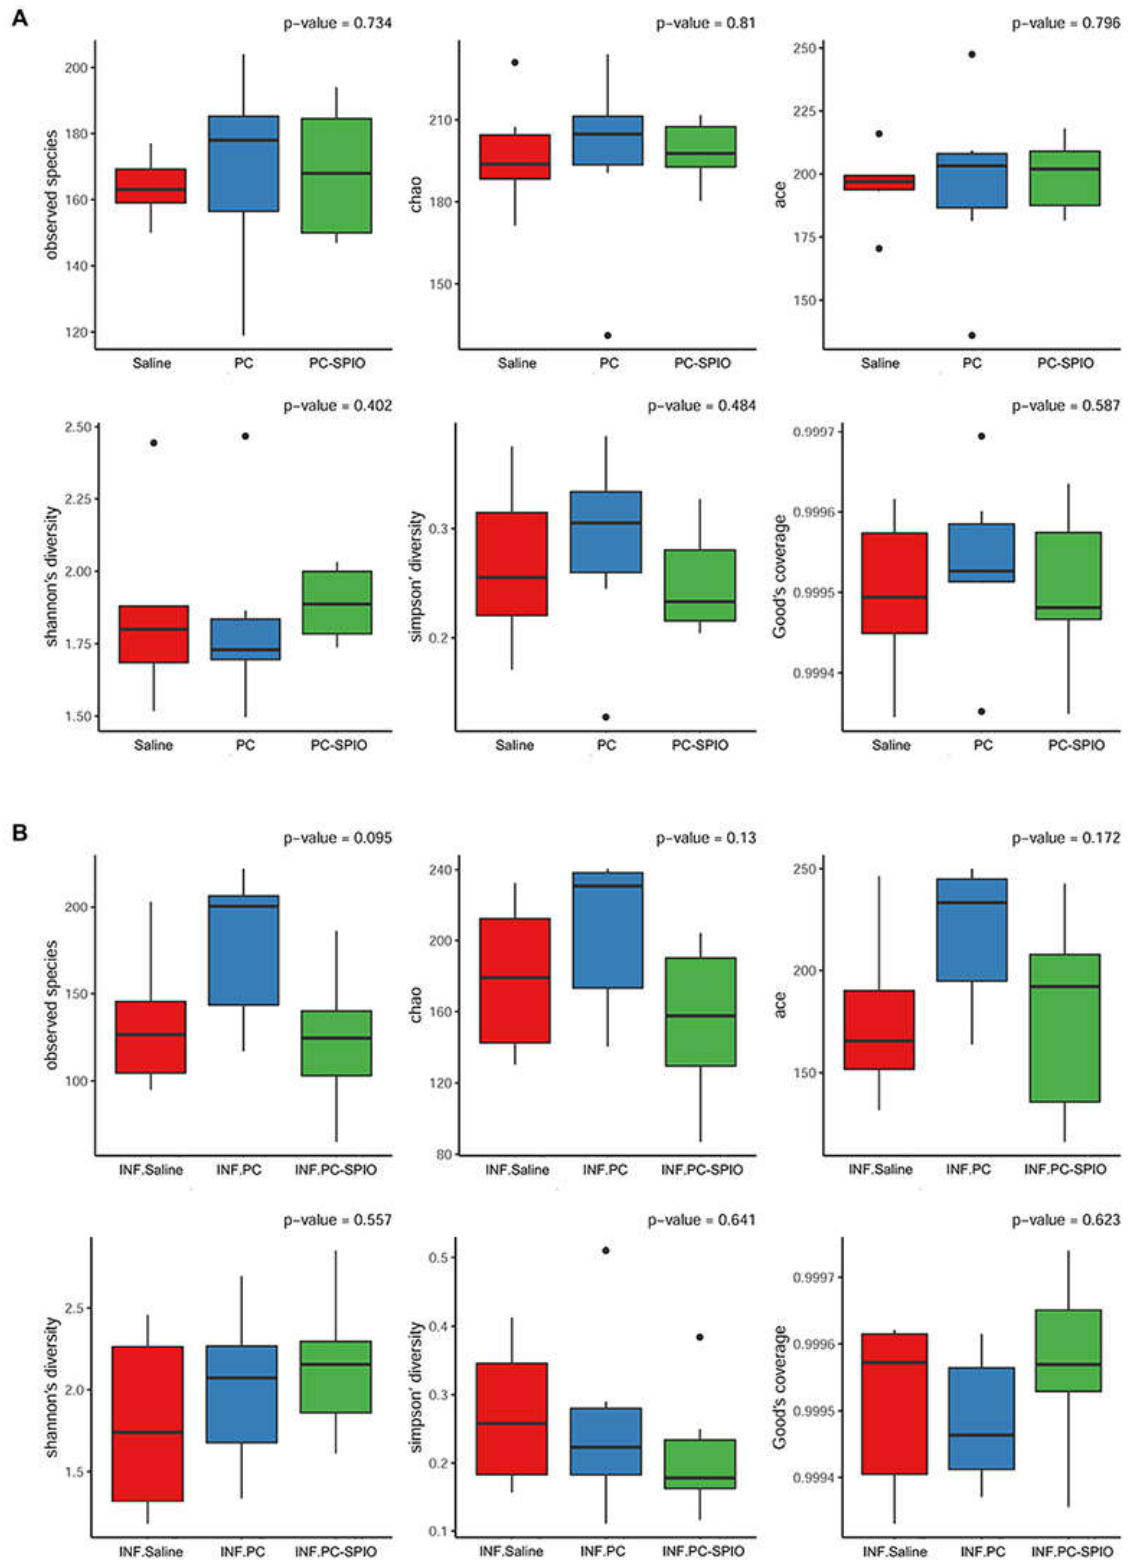 A
p-value = 0.734
observed species
200
180
160
140
120
Saline PC PC-SPIO
p-value = 0.81
chao
210
180
150
Saline PC PC-SPIO
p-value = 0.796
ace
250
225
200
175
150
Saline PC PC-SPIO
p-value = 0.402
shannon's diversity
2.50
2.25
2.00
1.75
1.50
Saline PC PC-SPIO
p-value = 0.484
simpson' diversity
0.3
0.2
Saline PC PC-SPIO
p-value = 0.587
Good's coverage
0.9997
0.9996
0.9995
0.9994
Saline PC PC-SPIO
B
p-value = 0.095
observed species
200
150
100
INF.Saline INF.PC INF.PC-SPIO
p-value = 0.13
chao
240
200
160
120
80
INF.Saline INF.PC INF.PC-SPIO
p-value = 0.172
ace
250
200
150
INF.Saline INF.PC INF.PC-SPIO
p-value = 0.557
shannon's diversity
2.5
2.0
1.5
INF.Saline INF.PC INF.PC-SPIO
p-value = 0.641
simpson' diversity
0.5
0.4
0.3
0.2
0.1
INF.Saline INF.PC INF.PC-SPIO
p-value = 0.623
Good's coverage
0.9997
0.9996
0.9995
0.9994
INF.Saline INF.PC INF.PC-SPIO